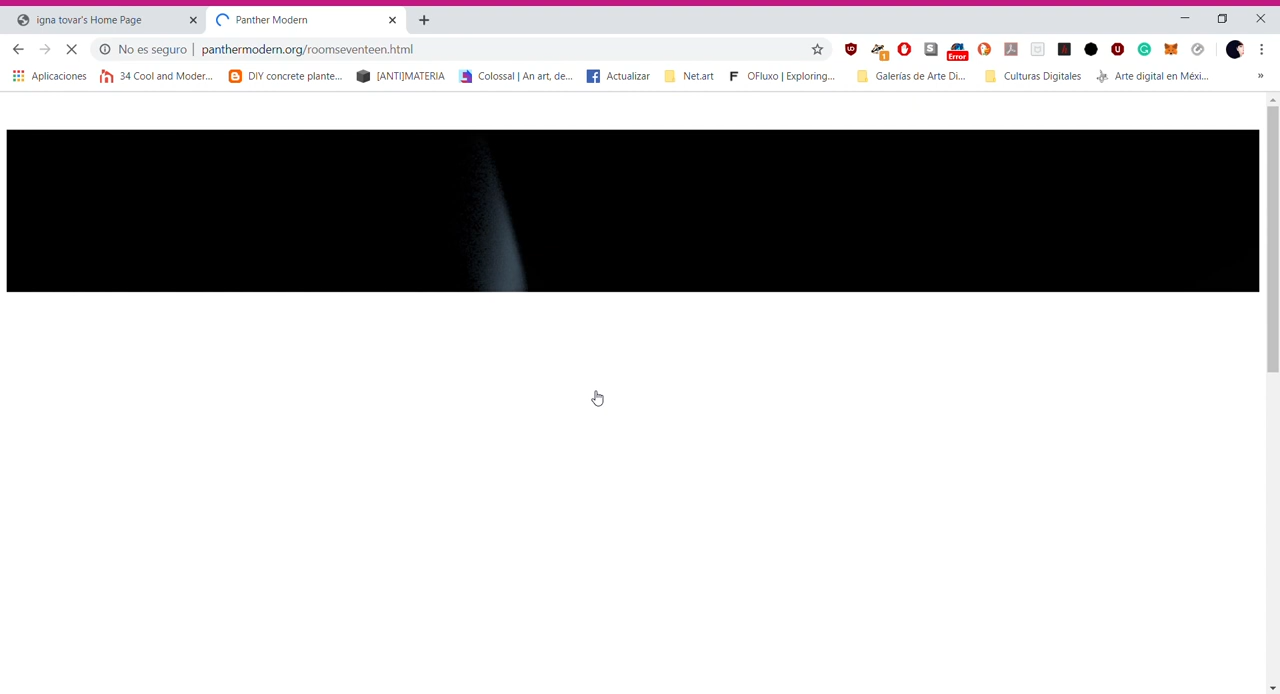 igna tovar's Home Page
Panther Modern
No es seguro | panthermodern.org/roomseventeen.html
Error
1
Aplicaciones
34 Cool and Moder...
DIY concrete plante...
[ANTI]MATERIA
Colossal | An art, de...
Actualizar
Net.art
OFluxo | Exploring...
Galerías de Arte Di...
Culturas Digitales
Arte digital en Méxi...
»